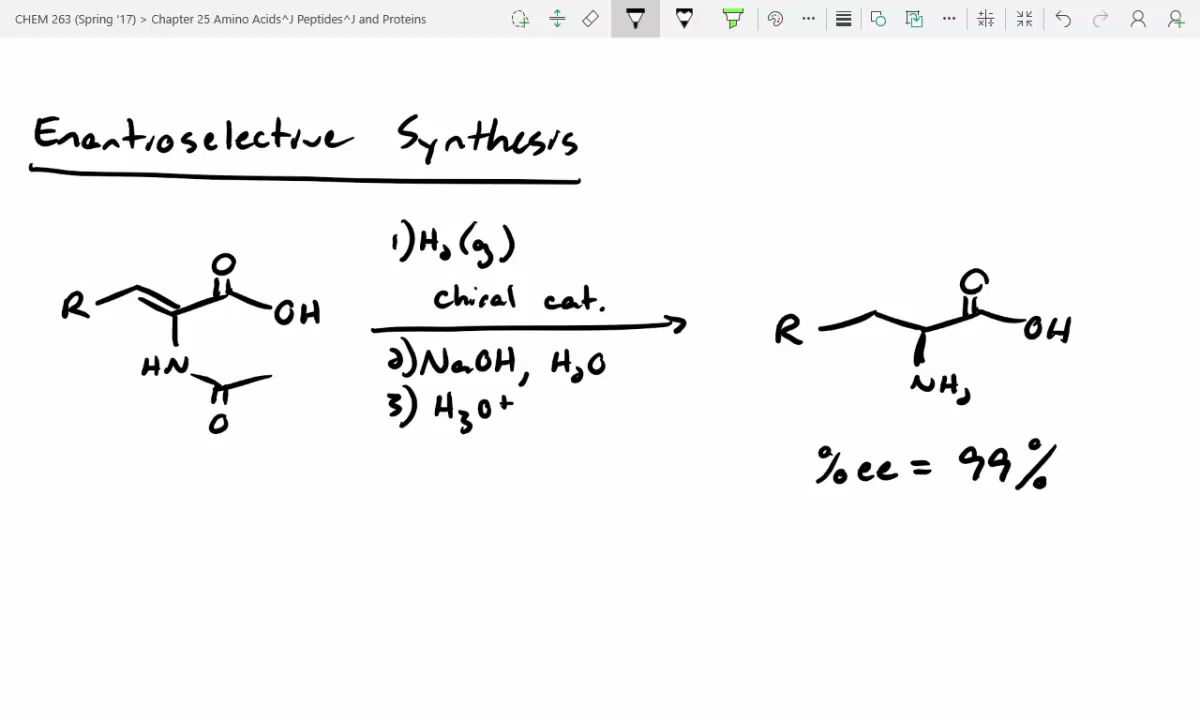 CHEM 263 (Spring '17) > Chapter 25 Amino Acids^J Peptides^J and Proteins
Enantioselective Synthesis
1) H₂ (g)
chiral cat.
2) NaOH, H₂O
3) H₃O+
R
O
OH
HN
O
R
O
OH
NH₂
% ee = 99%